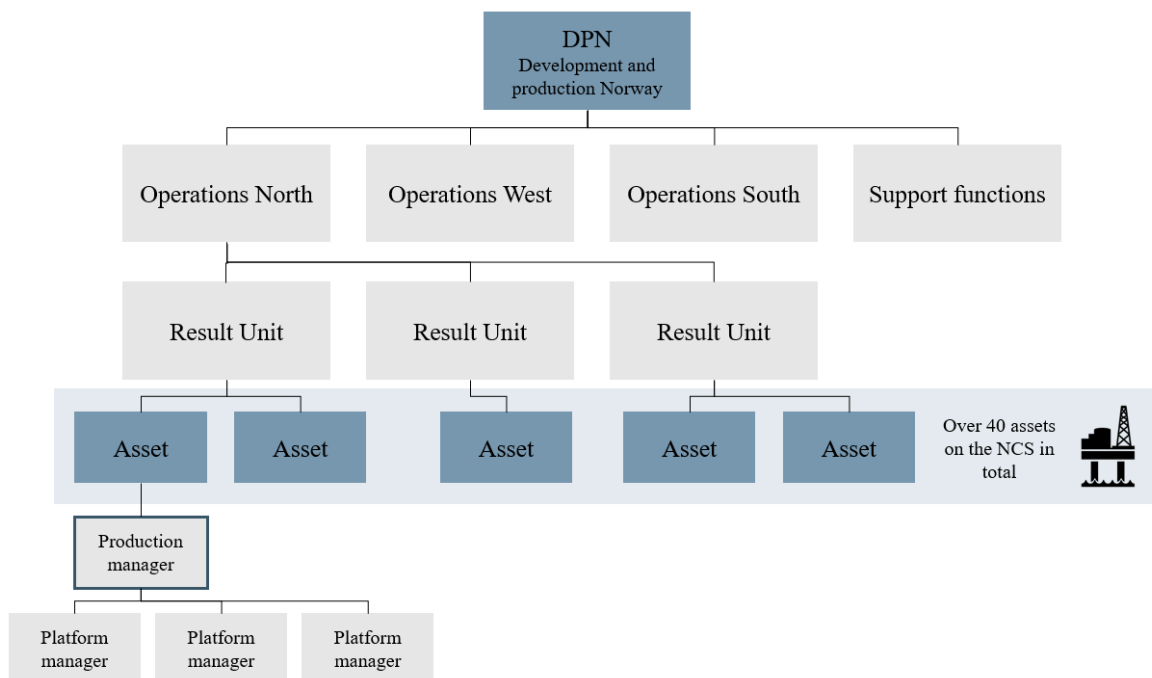 DPN
Development and
production Norway
Operations North
Operations West
Operations South
Support functions
Result Unit
Result Unit
Result Unit
Asset
Asset
Asset
Asset
Asset
Over 40 assets
on the NCS in
total
Production
manager
Platform
manager
Platform
manager
Platform
manager